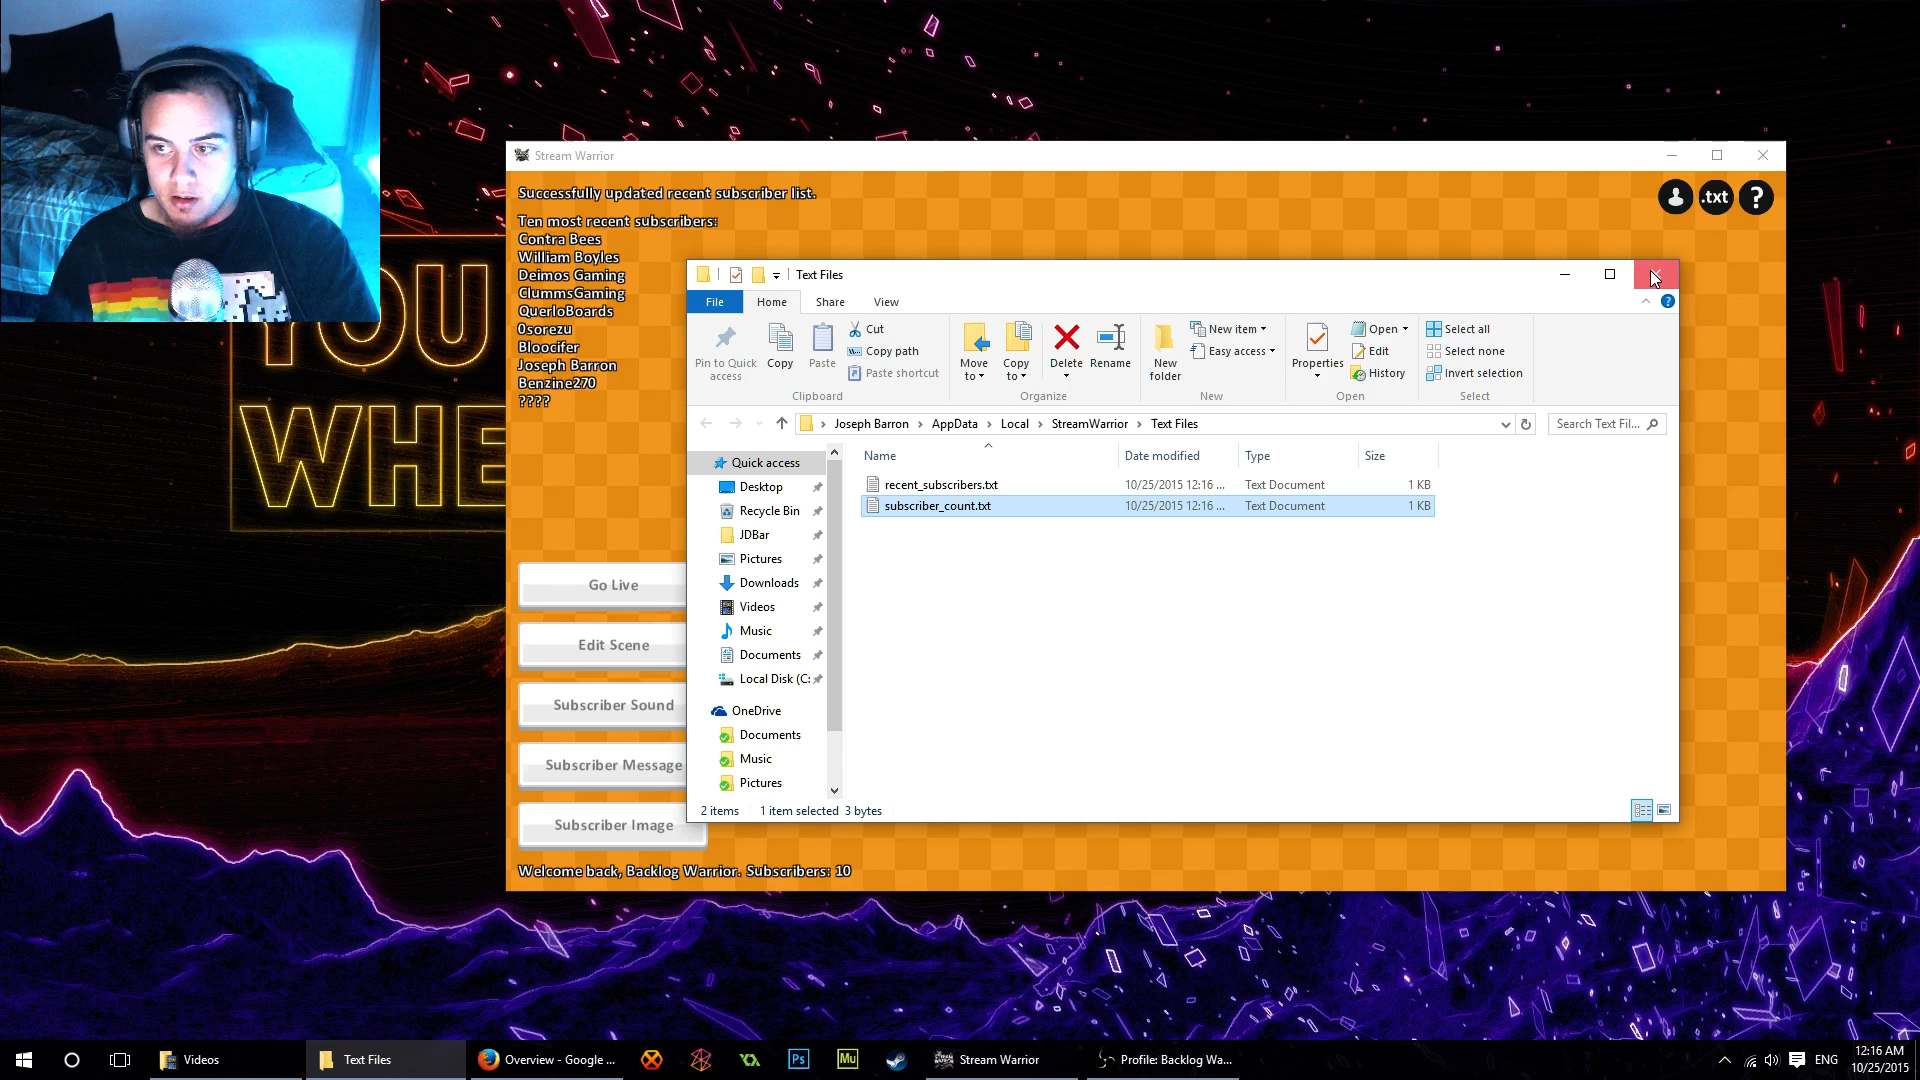 YOU
WHE
Stream Warrior
Successfully updated recent subscriber list.
.txt
?
Ten most recent subscribers:
Contra Bees
William Boyles
Deimos Gaming
ClummsGaming
QuerloBoards
0sorezu
Bloocifer
Joseph Barron
Benzine270
????
Text Files
File
Home
Share
View
?
Pin to Quick access
Copy
Paste
Cut
Copy path
Paste shortcut
Clipboard
Move to
Copy to
Delete
Rename
Organize
New folder
New item
Easy access
New
Properties
Open
Edit
History
Open
Select all
Select none
Invert selection
Select
Joseph Barron
AppData
Local
StreamWarrior
Text Files
Search Text Fil...
Quick access
Desktop
Recycle Bin
JDBar
Pictures
Downloads
Videos
Music
Documents
Local Disk (C:
OneDrive
Documents
Music
Pictures
Name
Date modified
Type
Size
recent_subscribers.txt
10/25/2015 12:16 ...
Text Document
1 KB
subscriber_count.txt
10/25/2015 12:16 ...
Text Document
1 KB
2 items
1 item selected 3 bytes
Go Live
Edit Scene
Subscriber Sound
Subscriber Message
Subscriber Image
Welcome back, Backlog Warrior. Subscribers: 10
Videos
Text Files
Overview - Google ...
Ps
Mu
Stream Warrior
Profile: Backlog Wa...
ENG
12:16 AM
10/25/2015